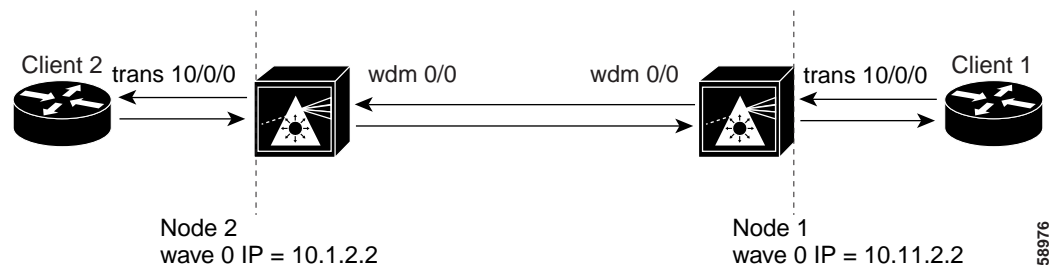 Client 2
trans 10/0/0
wdm 0/0
wdm 0/0
trans 10/0/0
Client 1
Node 2
wave 0 IP = 10.1.2.2
Node 1
wave 0 IP = 10.11.2.2
58976